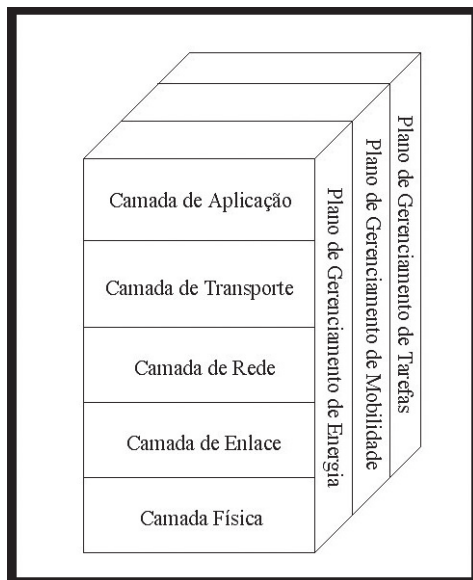 Camada de Aplicação
Camada de Transporte
Camada de Rede
Camada de Enlace
Camada Física
Plano de Gerenciamento de Energia
Plano de Gerenciamento de Mobilidade
Plano de Gerenciamento de Tarefas